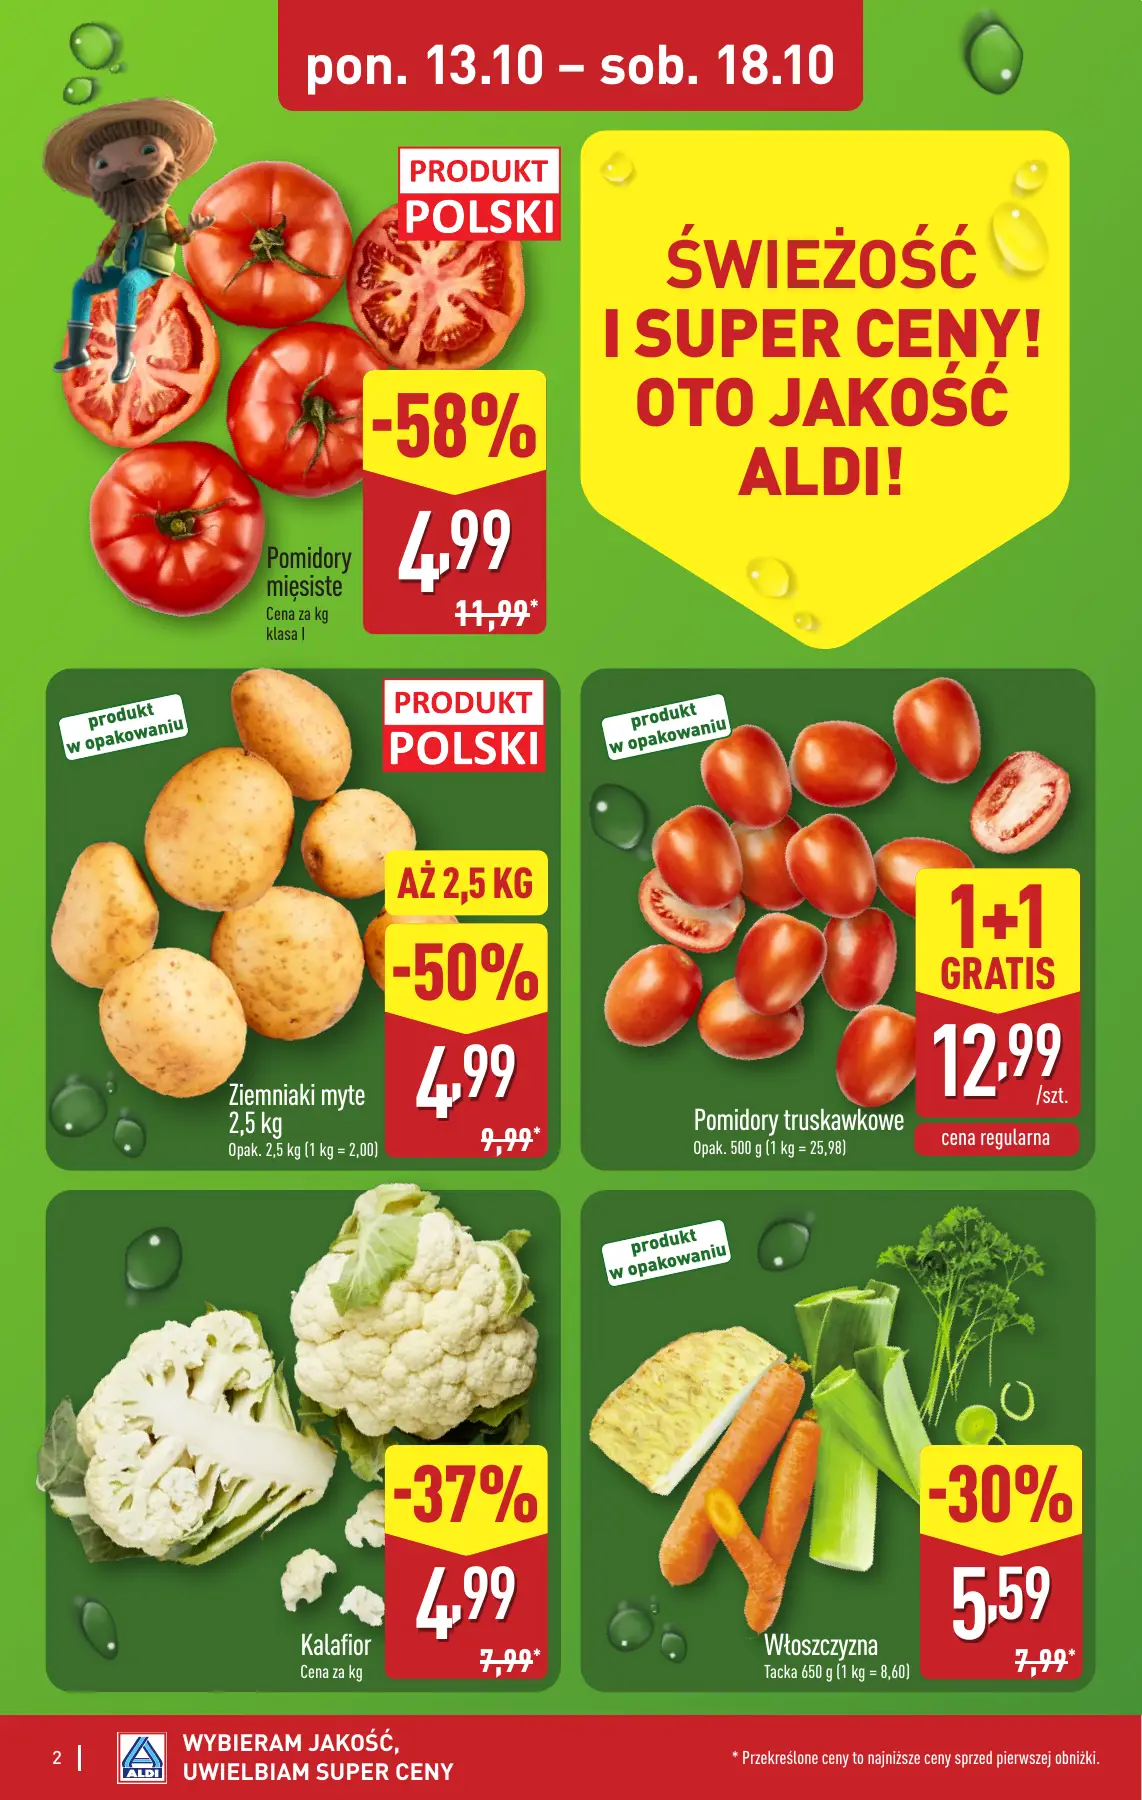 pon. 13.10 – sob. 18.10
PRODUKT
POLSKI
ŚWIEŻOŚĆ
I SUPER CENY!
OTO JAKOŚĆ
ALDI!
-58%
4,99
11,99*
Pomidory
mięsiste
Cena za kg
klasa I
produkt
w opakowaniu
PRODUKT
POLSKI
AŻ 2,5 KG
-50%
4,99
9,99*
Ziemniaki myte
2,5 kg
Opak. 2,5 kg (1 kg = 2,00)
produkt
w opakowaniu
1+1
GRATIS
12,99
/szt.
cena regularna
Pomidory truskawkowe
Opak. 500 g (1 kg = 25,98)
-37%
4,99
7,99*
Kalafior
Cena za kg
produkt
w opakowaniu
-30%
5,59
7,99*
Włoszczyzna
Tacka 650 g (1 kg = 8,60)
2
ALDI
WYBIERAM JAKOŚĆ,
UWIELBIAM SUPER CENY
* Przekreślone ceny to najniższe ceny sprzed pierwszej obniżki.